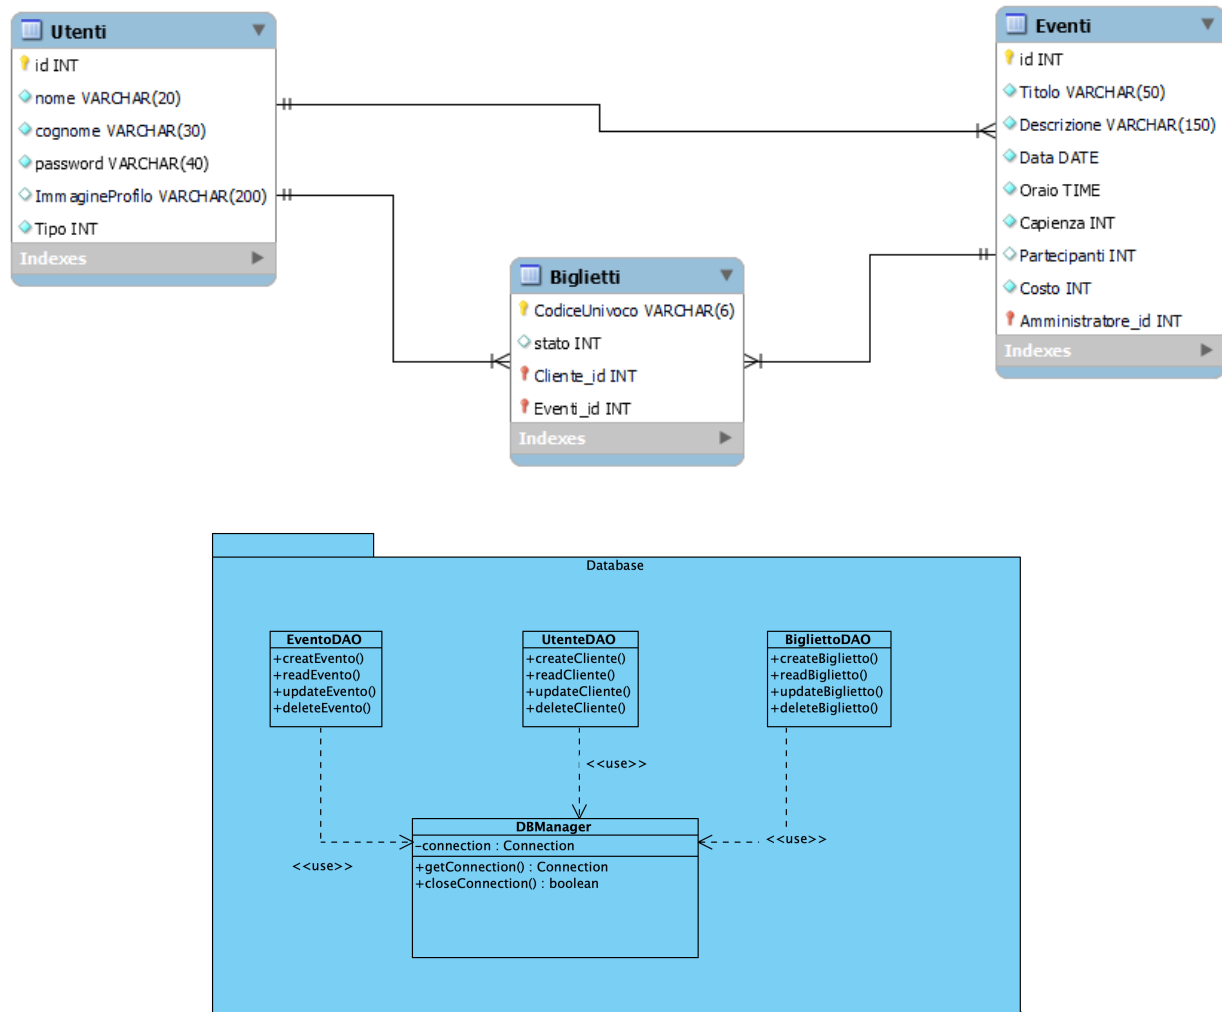 Utenti
id INT
nome VARCHAR(20)
cognome VARCHAR(30)
password VARCHAR(40)
ImmagineProfilo VARCHAR(200)
Tipo INT
Indexes
Eventi
id INT
Titolo VARCHAR(50)
Descrizione VARCHAR(150)
Data DATE
Oraio TIME
Capienza INT
Partecipanti INT
Costo INT
Amministratore_id INT
Indexes
Biglietti
CodiceUnivoco VARCHAR(6)
stato INT
Cliente_id INT
Eventi_id INT
Indexes
Database
EventoDAO
+creatEvento()
+readEvento()
+updateEvento()
+deleteEvento()
UtenteDAO
+createCliente()
+readCliente()
+updateCliente()
+deleteCliente()
BigliettoDAO
+createBiglietto()
+readBiglietto()
+updateBiglietto()
+deleteBiglietto()
<<use>>
<<use>>
<<use>>
DBManager
-connection : Connection
+getConnection() : Connection
+closeConnection() : boolean